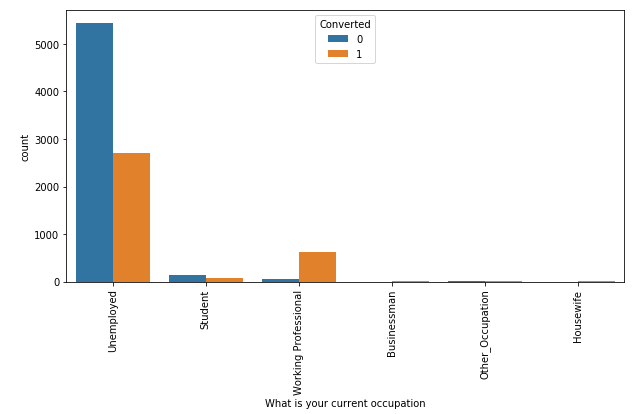 Converted
0
1
5000
4000
3000
2000
1000
0
count
Unemployed
Student
Working Professional
Businessman
Other_Occupation
Housewife
What is your current occupation